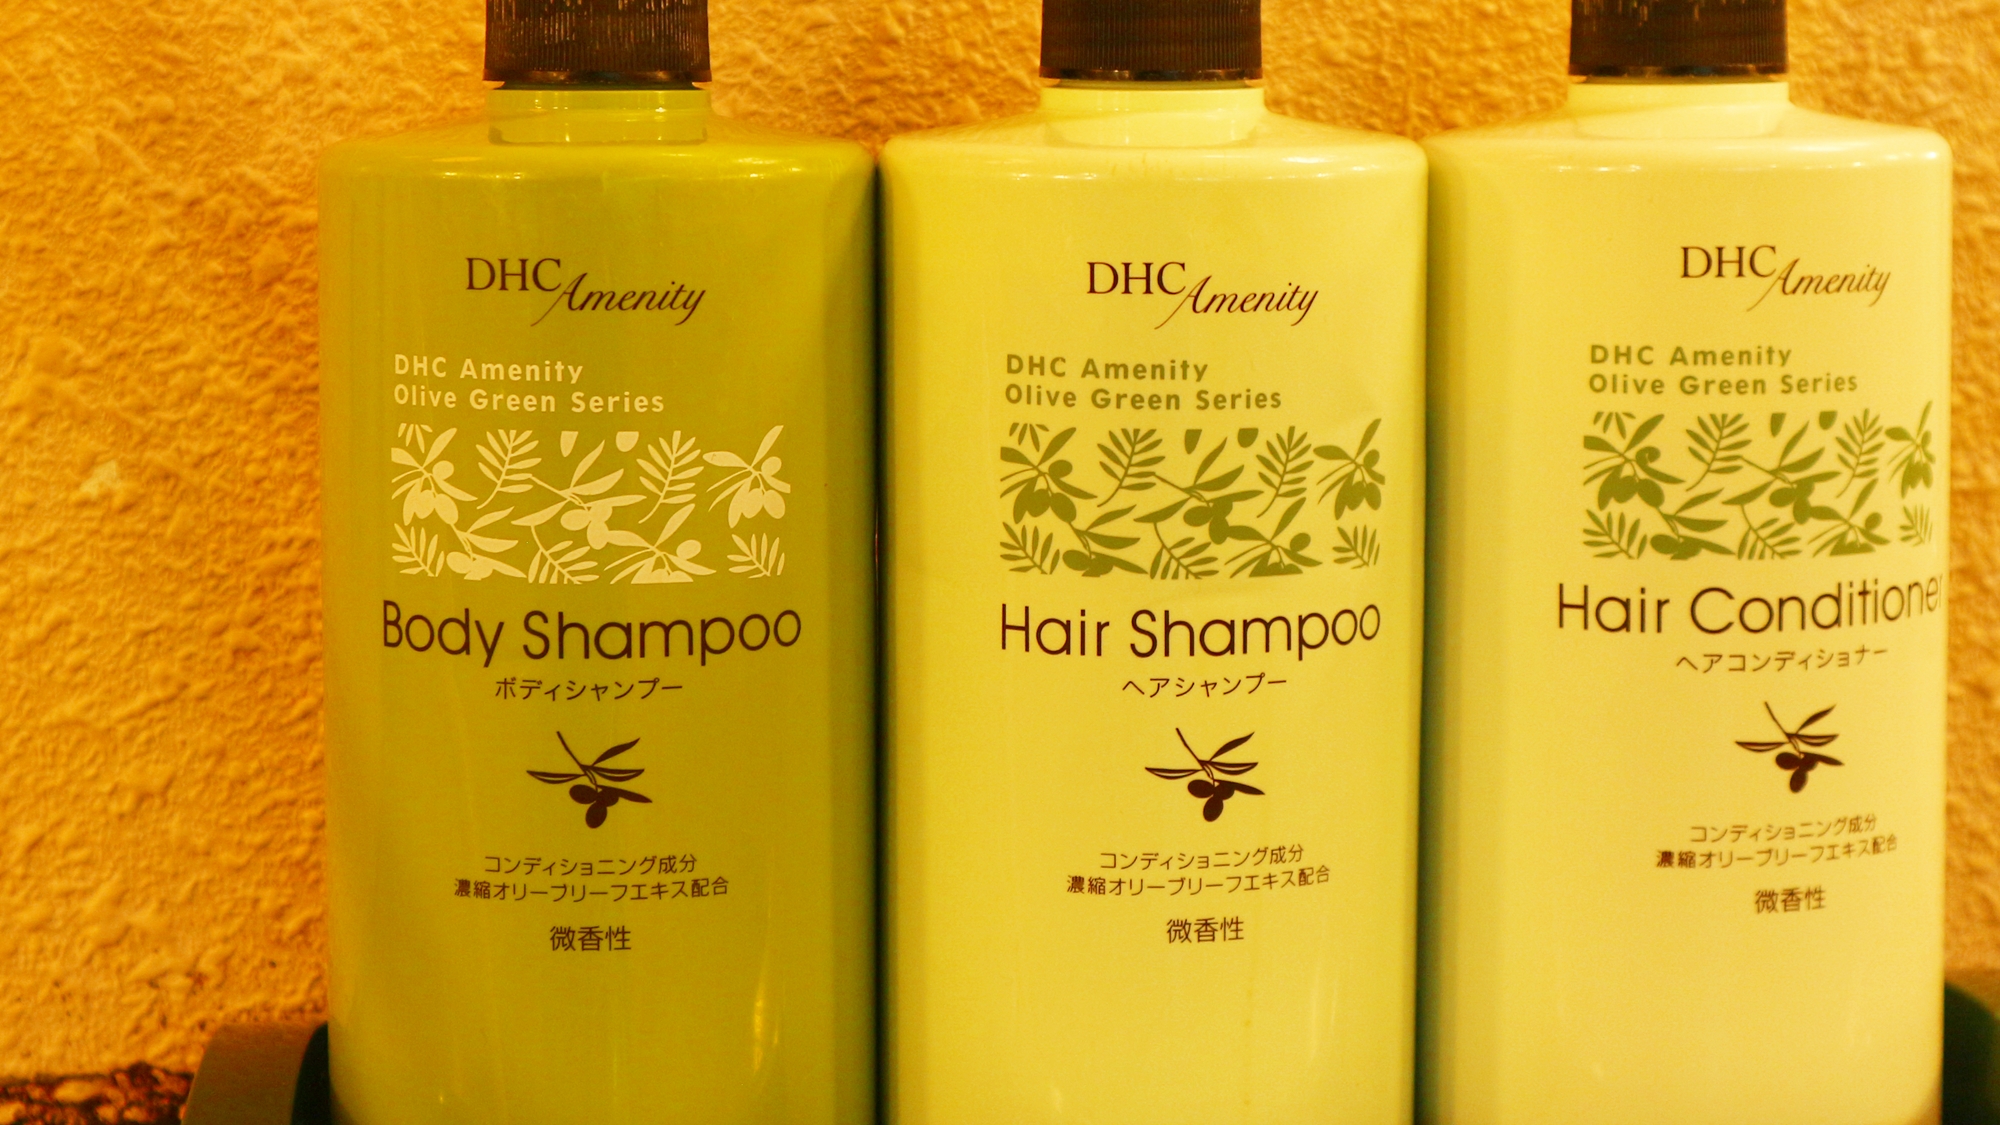 DHC Amenity
DHC Amenity
Olive Green Series
Body Shampoo
ボディシャンプー
コンディショニング成分
濃縮オリーブリーフエキス配合
微香性
DHC Amenity
DHC Amenity
Olive Green Series
Hair Shampoo
ヘアシャンプー
コンディショニング成分
濃縮オリーブリーフエキス配合
微香性
DHC Amenity
DHC Amenity
Olive Green Series
Hair Conditioner
ヘアコンディショナー
コンディショニング成分
濃縮オリーブリーフエキス配合
微香性